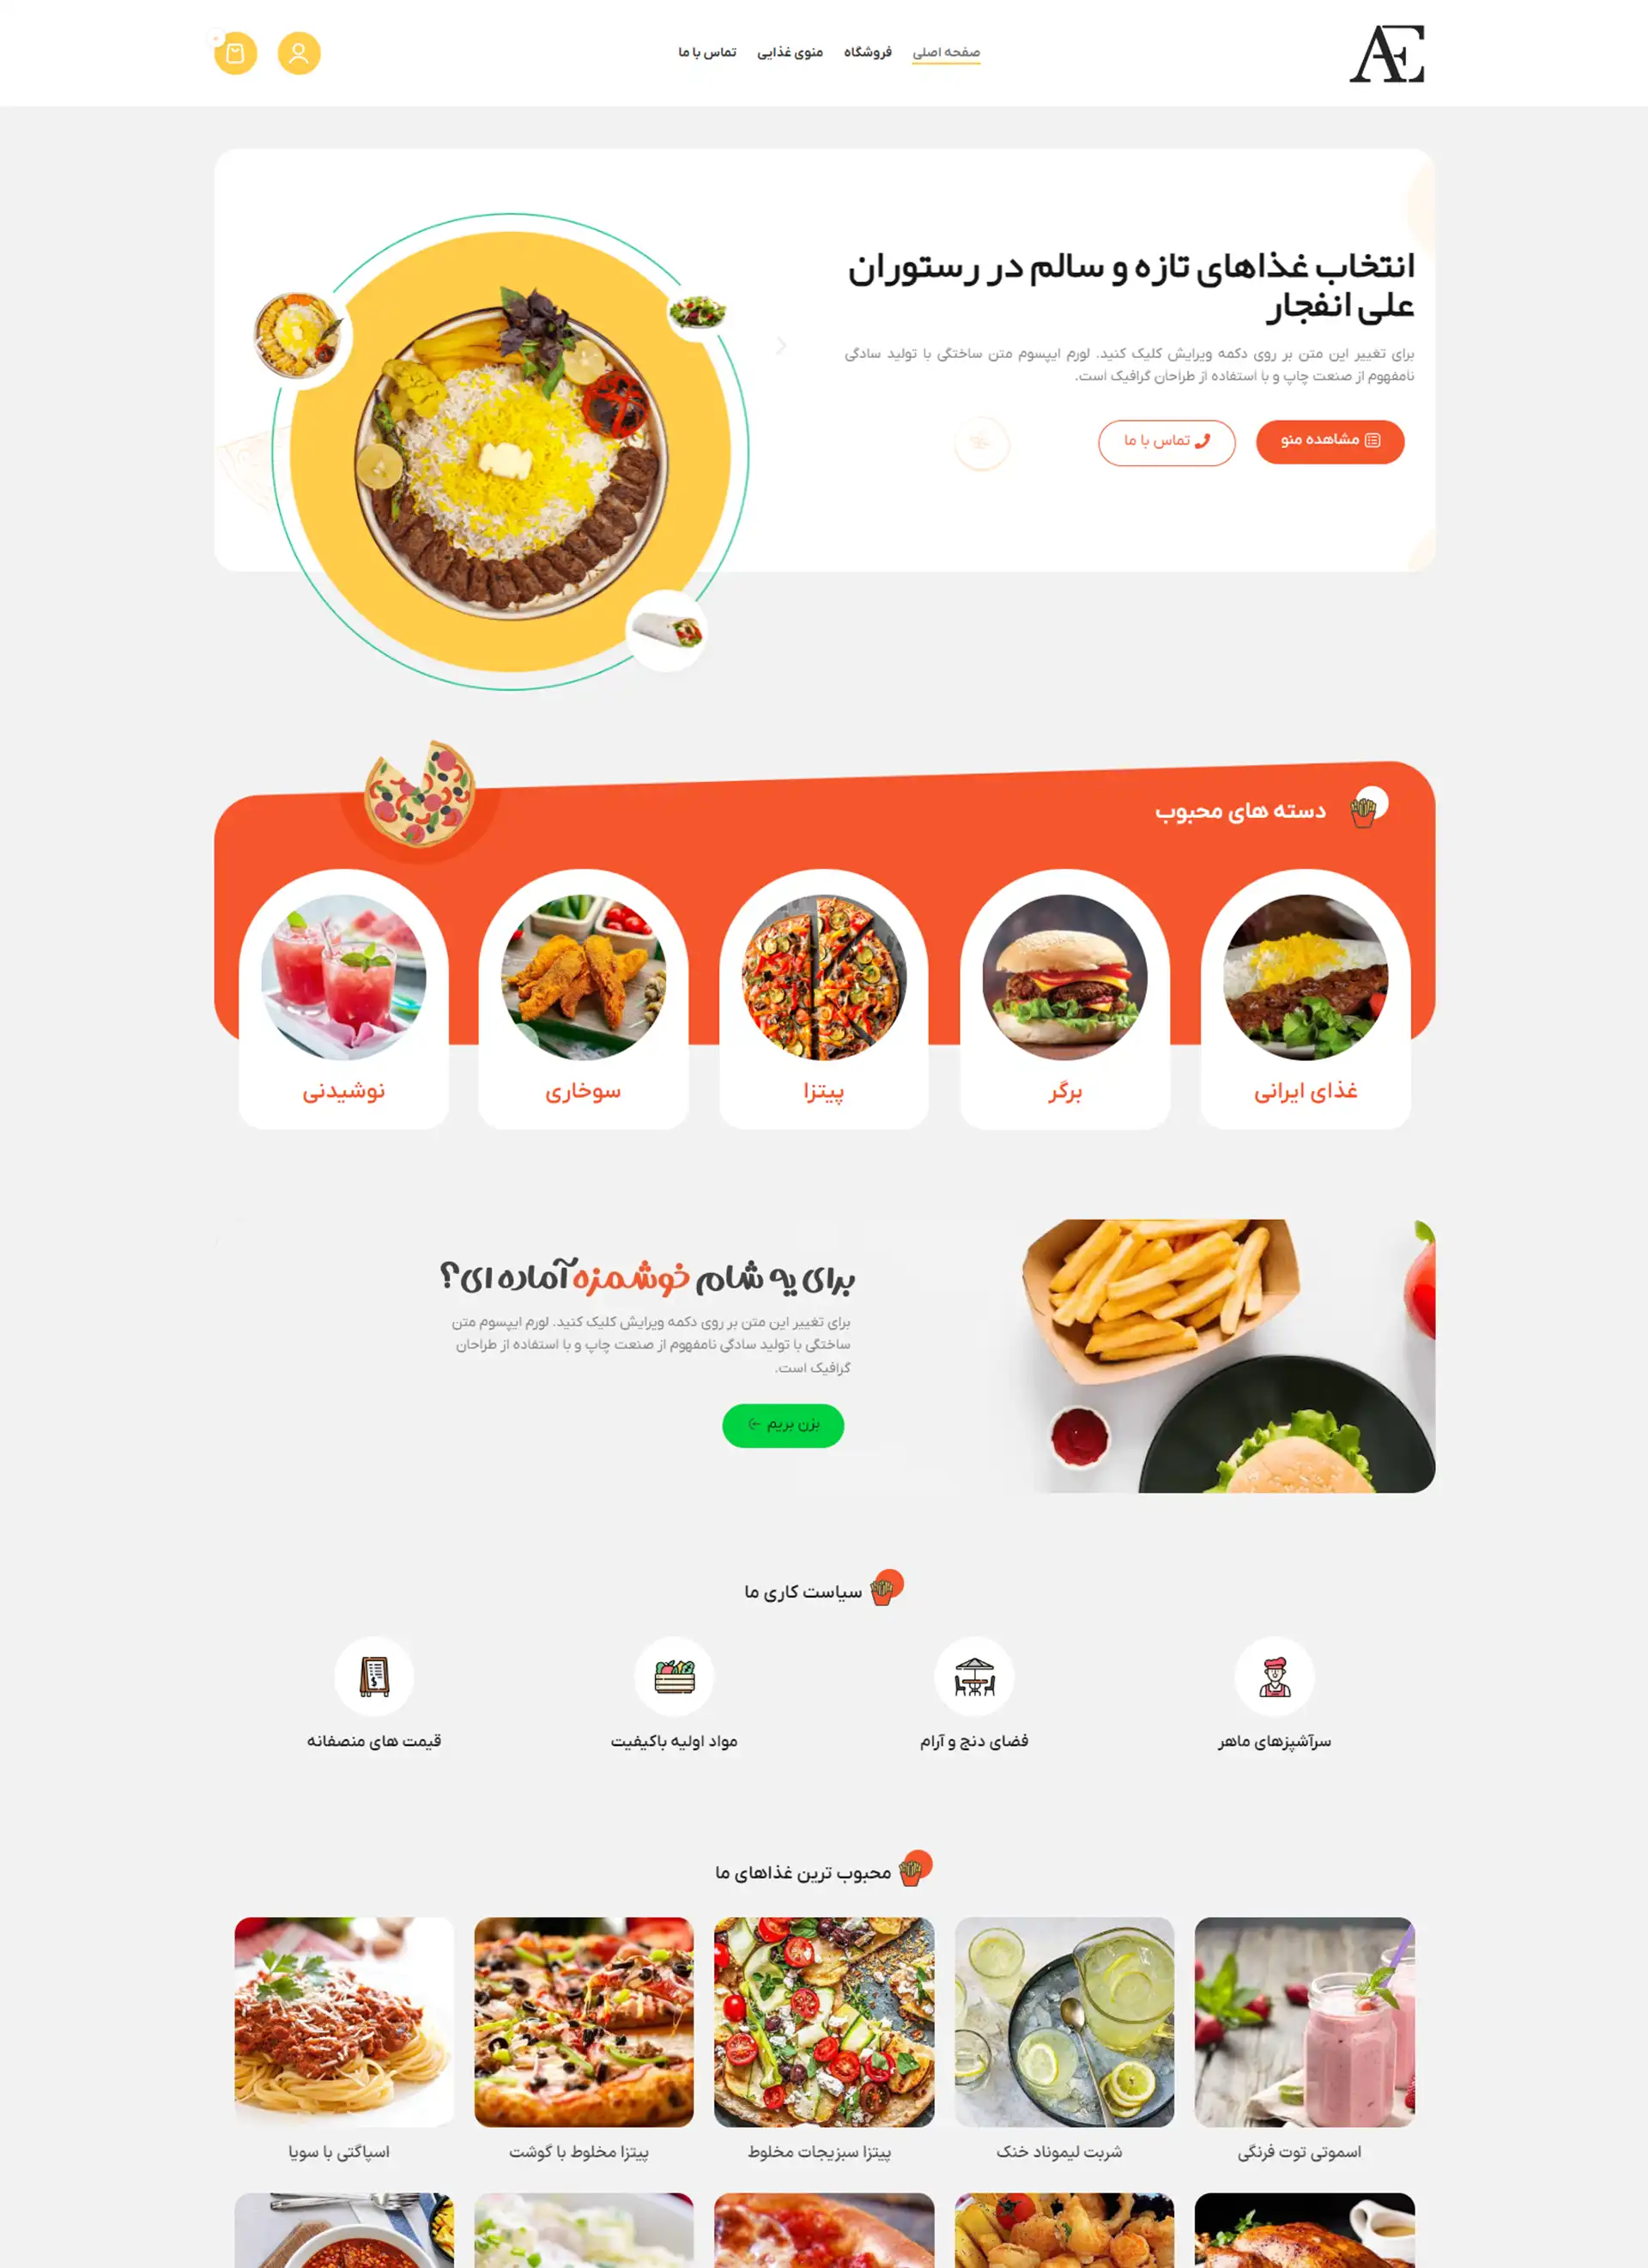 AE
صفحه اصلی
فروشگاه
منوی غذایی
تماس با ما
انتخاب غذاهای تازه و سالم در رستوران
علی انفجار
برای تغییر این متن بر روی دکمه ویرایش کلیک کنید. لورم ایپسوم متن ساختگی با تولید سادگی
نامفهوم از صنعت چاپ و با استفاده از طراحان گرافیک است.
مشاهده منو
تماس با ما
دسته های محبوب
غذای ایرانی
برگر
پیتزا
سوخاری
نوشیدنی
برای یه شام خوشمزه آماده ای؟
برای تغییر این متن بر روی دکمه ویرایش کلیک کنید. لورم ایپسوم متن
ساختگی با تولید سادگی نامفهوم از صنعت چاپ و با استفاده از طراحان
گرافیک است.
بزن بریم
سیاست کاری ما
سرآشپزهای ماهر
فضای دنج و آرام
مواد اولیه باکیفیت
قیمت های منصفانه
محبوب ترین غذاهای ما
اسموتی توت فرنگی
شربت لیموناد خنک
پیتزا سبزیجات مخلوط
پیتزا مخلوط با گوشت
اسپاگتی با سویا